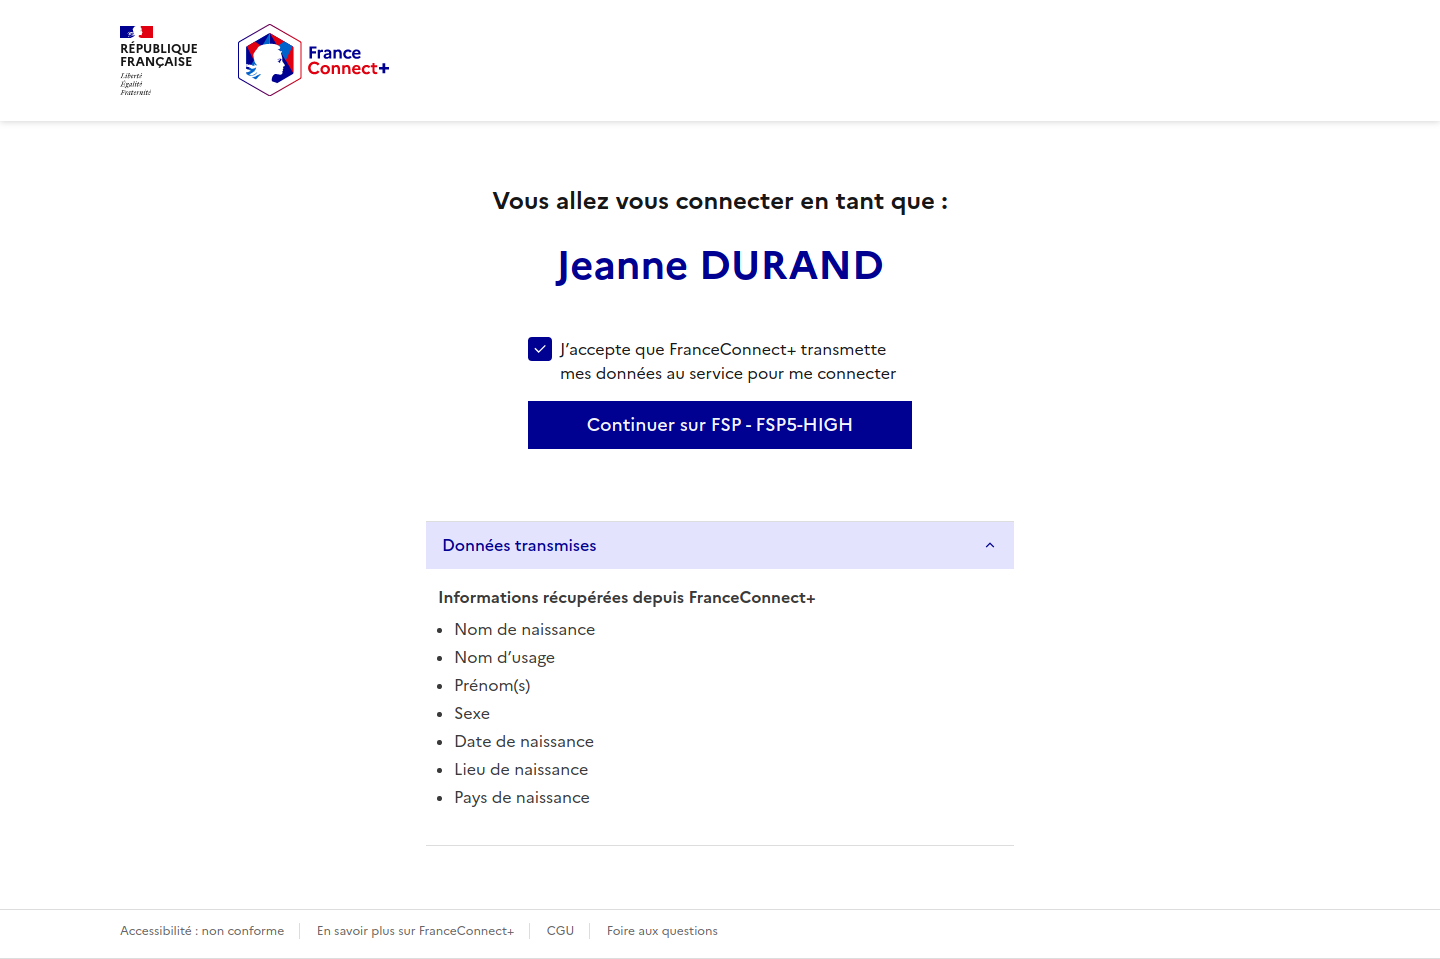 RÉPUBLIQUE
FRANÇAISE
Liberté
Égalité
Fraternité
France
Connect+
Vous allez vous connecter en tant que :
Jeanne DURAND
J’accepte que FranceConnect+ transmette
mes données au service pour me connecter
Continuer sur FSP - FSP5-HIGH
Données transmises
Informations récupérées depuis FranceConnect+
• Nom de naissance
• Nom d’usage
• Prénom(s)
• Sexe
• Date de naissance
• Lieu de naissance
• Pays de naissance
Accessibilité : non conforme
En savoir plus sur FranceConnect+
CGU
Foire aux questions